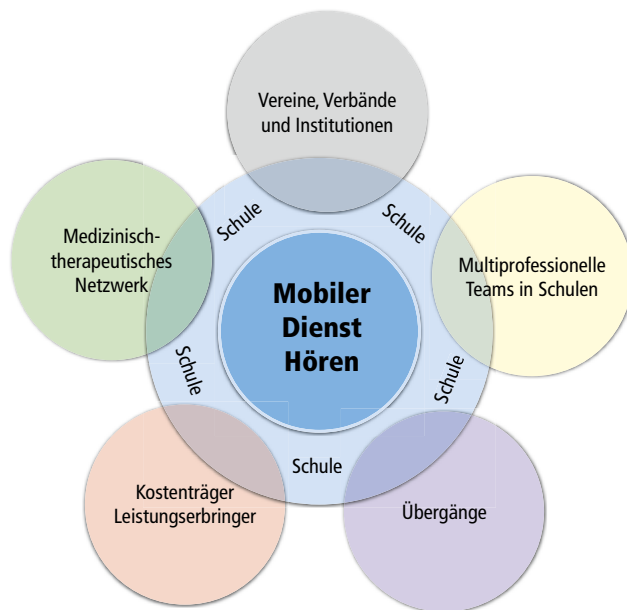 Vereine, Verbände
und Institutionen
Schule
Schule
Medizinisch-
therapeutisches
Netzwerk
Multiprofessionelle
Teams in Schulen
Mobiler
Dienst
Hören
Schule
Schule
Schule
Kostenträger
Leistungserbringer
Übergänge